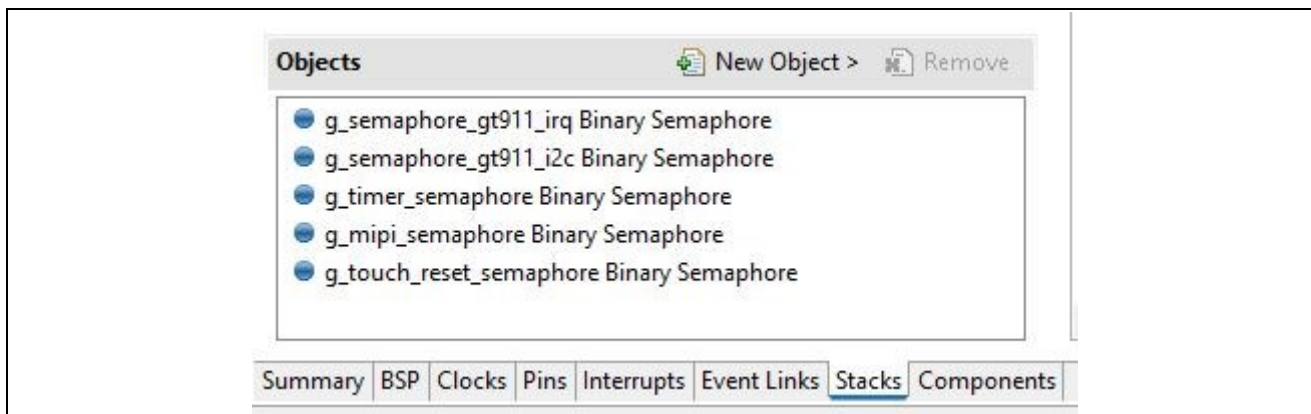 Objects New Object > Remove
g_semaphore_gt911_irq Binary Semaphore
g_semaphore_gt911_i2c Binary Semaphore
g_timer_semaphore Binary Semaphore
g_mipi_semaphore Binary Semaphore
g_touch_reset_semaphore Binary Semaphore
Summary BSP Clocks Pins Interrupts Event Links Stacks Components